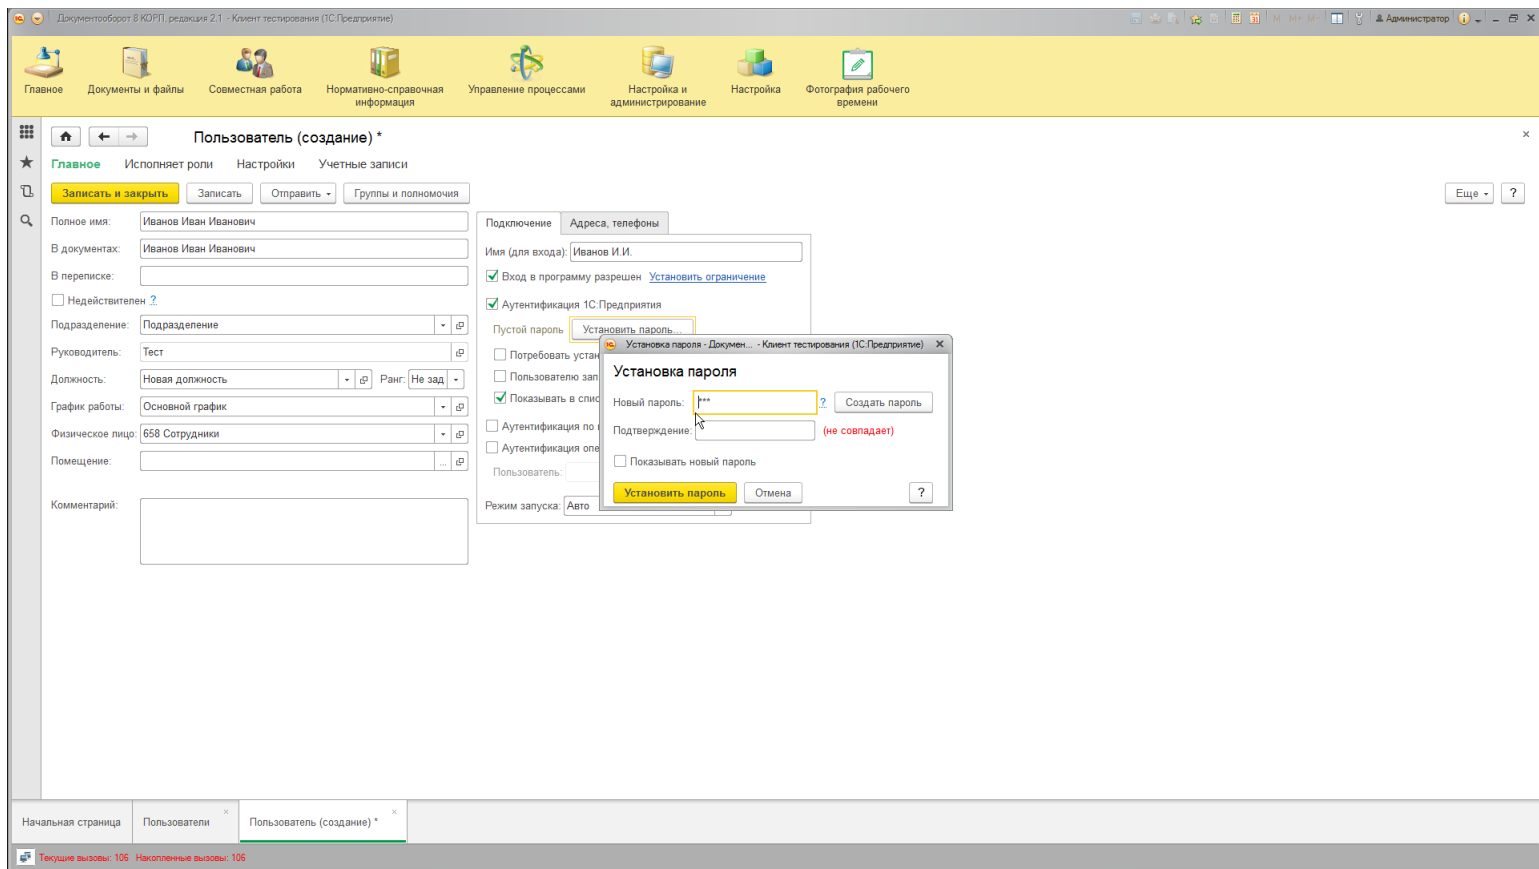 Документооборот 8 КОРП, редакция 2.1 - Клиент тестирования (1С:Предприятие)
M M+ M- Администратор
Главное
Документы и файлы
Совместная работа
Нормативно-справочная
информация
Управление процессами
Настройка и
администрирование
Настройка
Фотография рабочего
времени
Пользователь (создание) *
Главное Исполняет роли Настройки Учетные записи
Записать и закрыть Записать Отправить Группы и полномочия Еще ?
Полное имя: Иванов Иван Иванович
В документах: Иванов Иван Иванович
В переписке:
Недействителен ?
Подразделение: Подразделение
Руководитель: Тест
Должность: Новая должность Ранг: Не зад
График работы: Основной график
Физическое лицо: 658 Сотрудники
Помещение:
Комментарий:
Подключение Адреса, телефоны
Имя (для входа): Иванов И.И.
Вход в программу разрешен Установить ограничение
Аутентификация 1С:Предприятия
Пустой пароль Установить пароль...
Потребовать устан
Пользователю зап
Показывать в спис
Аутентификация по
Аутентификация опе
Пользователь:
Режим запуска: Авто
Установка пароля - Докумен... - Клиент тестирования (1С:Предприятие)
Установка пароля
Новый пароль: *** ? Создать пароль
Подтверждение: (не совпадает)
Показывать новый пароль
Установить пароль Отмена ?
Начальная страница Пользователи Пользователь (создание) *
Текущие вызовы: 106 Накопленные вызовы: 106